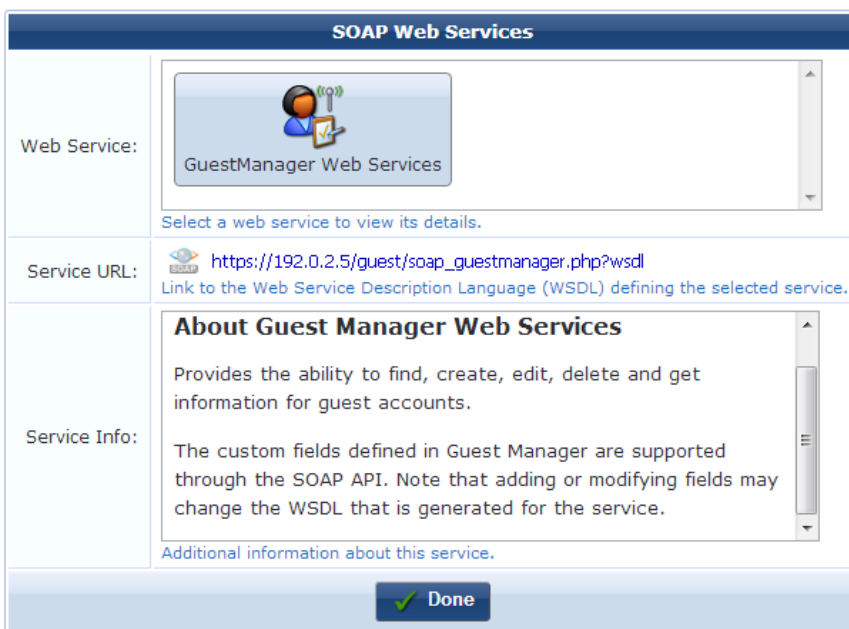 SOAP Web Services
Web Service:
GuestManager Web Services
Select a web service to view its details.
Service URL:
SOAP
https://192.0.2.5/guest/soap_guestmanager.php?wsdl
Link to the Web Service Description Language (WSDL) defining the selected service.
Service Info:
About Guest Manager Web Services
Provides the ability to find, create, edit, delete and get
information for guest accounts.
The custom fields defined in Guest Manager are supported
through the SOAP API. Note that adding or modifying fields may
change the WSDL that is generated for the service.
Additional information about this service.
Done